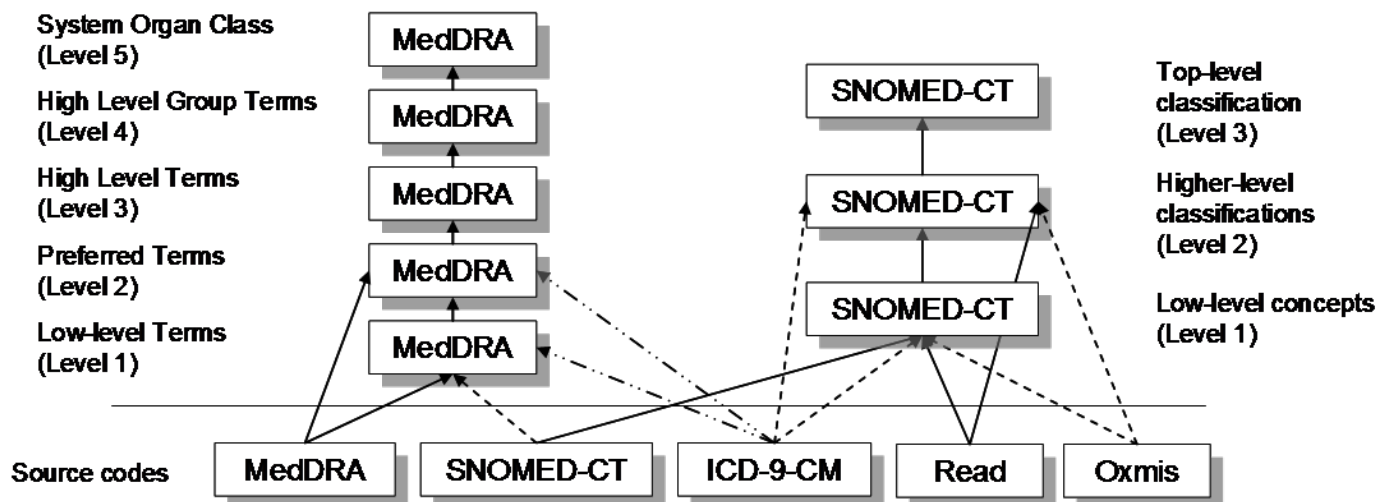 System Organ Class
(Level 5)
MedDRA
High Level Group Terms
(Level 4)
MedDRA
High Level Terms
(Level 3)
MedDRA
Preferred Terms
(Level 2)
MedDRA
Low-level Terms
(Level 1)
MedDRA
SNOMED-CT
Top-level
classification
(Level 3)
SNOMED-CT
Higher-level
classifications
(Level 2)
SNOMED-CT
Low-level concepts
(Level 1)
Source codes
MedDRA
SNOMED-CT
ICD-9-CM
Read
Oxmis